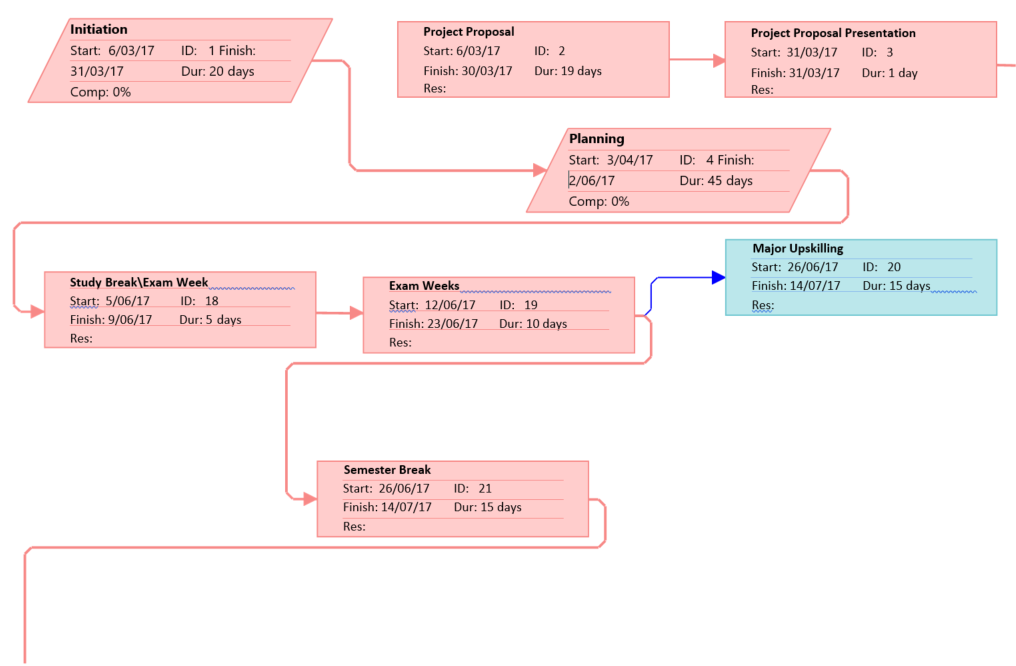 Initiation
Start: 6/03/17 ID: 1 Finish:
31/03/17 Dur: 20 days
Comp: 0%
Project Proposal
Start: 6/03/17 ID: 2
Finish: 30/03/17 Dur: 19 days
Res:
Project Proposal Presentation
Start: 31/03/17 ID: 3
Finish: 31/03/17 Dur: 1 day
Res:
Planning
Start: 3/04/17 ID: 4 Finish:
2/06/17 Dur: 45 days
Comp: 0%
Study Break\Exam Week
Start: 5/06/17 ID: 18
Finish: 9/06/17 Dur: 5 days
Res:
Exam Weeks
Start: 12/06/17 ID: 19
Finish: 23/06/17 Dur: 10 days
Res:
Major Upskilling
Start: 26/06/17 ID: 20
Finish: 14/07/17 Dur: 15 days
Res:
Semester Break
Start: 26/06/17 ID: 21
Finish: 14/07/17 Dur: 15 days
Res: